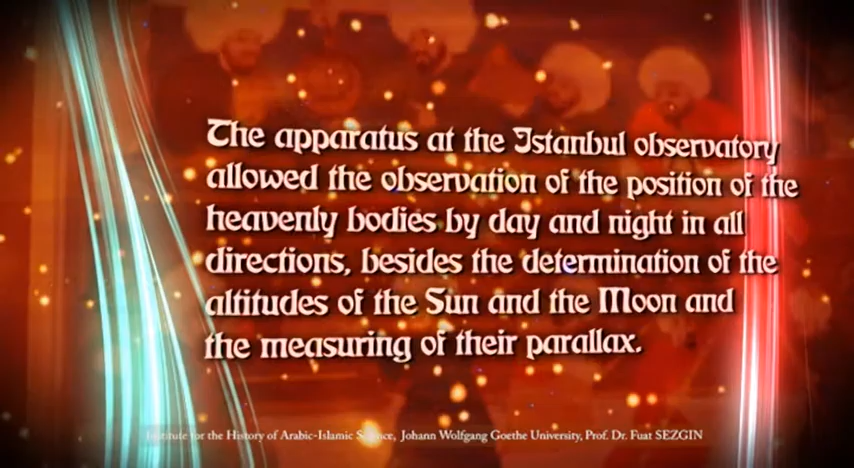 The apparatus at the Istanbul observatory
allowed the observation of the position of the
heavenly bodies by day and night in all
directions, besides the determination of the
altitudes of the Sun and the Moon and
the measuring of their parallax.
Institute for the History of Arabic-Islamic Science, Johann Wolfgang Goethe University, Prof. Dr. Fuat SEZGIN